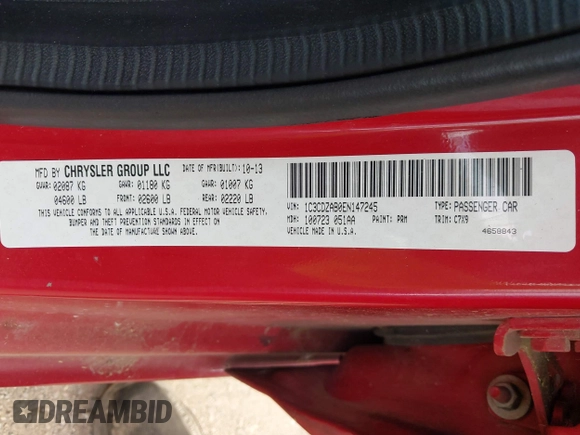 MFD BY CHRYSLER GROUP LLC DATE OF MFR(BUILT): 10-13
GVWR: 02087 KG GAWR: 01180 KG GAWR: 01007 KG
04600 LB FRONT: 02600 LB REAR: 02220 LB
THIS VEHICLE CONFORMS TO ALL APPLICABLE U.S.A. FEDERAL MOTOR VEHICLE SAFETY,
BUMPER AND THEFT PREVENTION STANDARDS IN EFFECT ON
THE DATE OF MANUFACTURE SHOWN ABOVE.
VIN: 1C3CDZAB0EN147245 TYPE: PASSENGER CAR
MDH: 100723 051AA PAINT: PRM TRIM: C7X9
VEHICLE MADE IN U.S.A. 4658843
DREAMBID